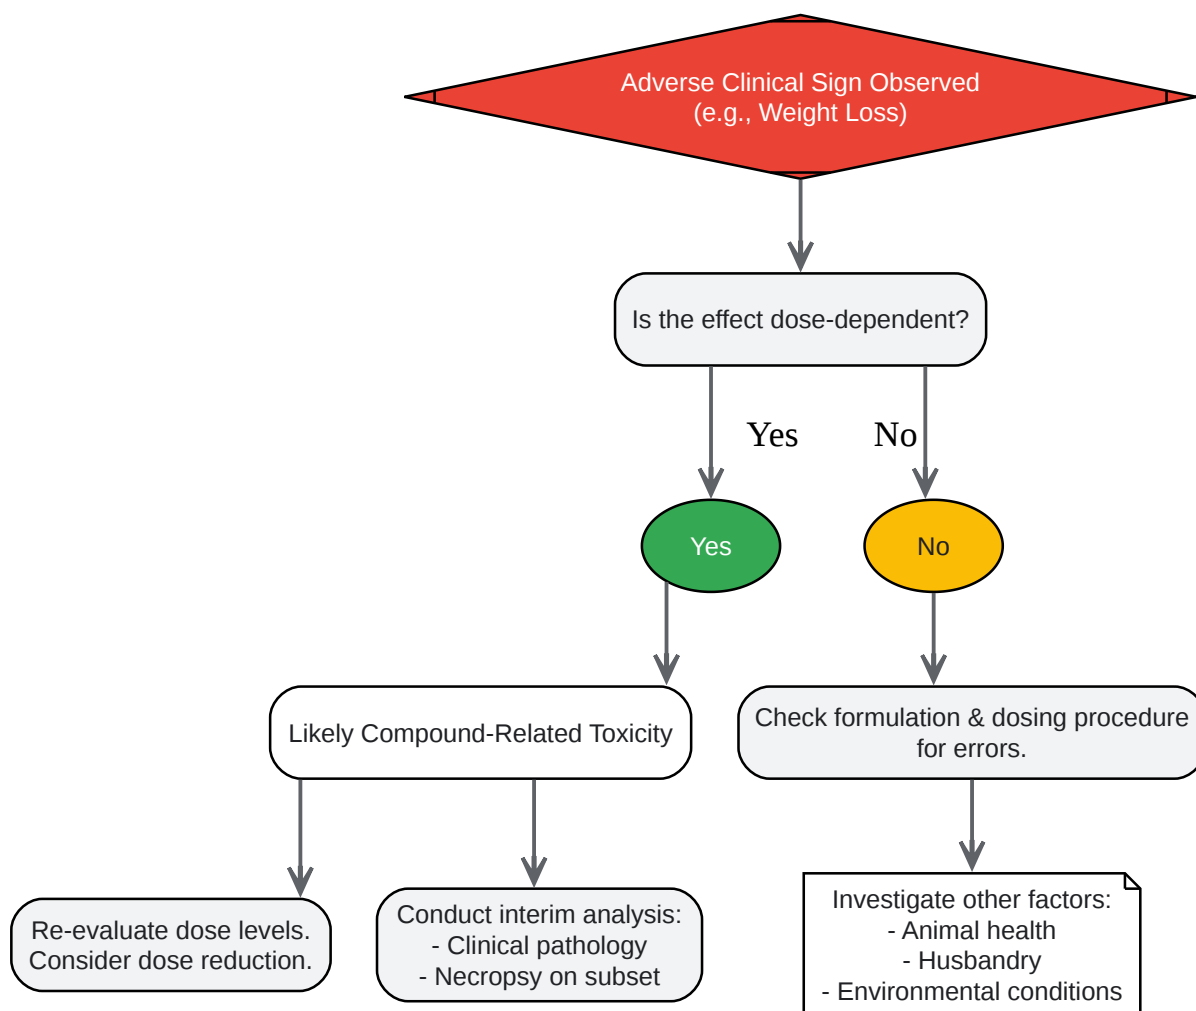 Adverse Clinical Sign Observed
(e.g., Weight Loss)
Is the effect dose-dependent?
Yes
No
Yes
No
Likely Compound-Related Toxicity
Check formulation & dosing procedure
for errors.
Re-evaluate dose levels.
Consider dose reduction.
Conduct interim analysis:
- Clinical pathology
- Necropsy on subset
Investigate other factors:
- Animal health
- Husbandry
- Environmental conditions